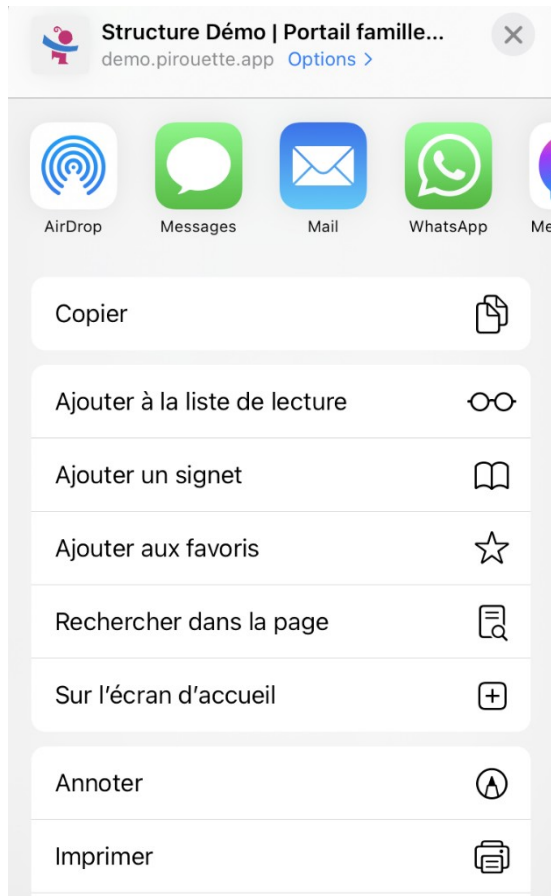 Structure Démo | Portail famille...
demo.pirouette.app Options >
AirDrop Messages Mail WhatsApp Me
Copier
Ajouter à la liste de lecture
Ajouter un signet
Ajouter aux favoris
Rechercher dans la page
Sur l’écran d’accueil
Annoter
Imprimer